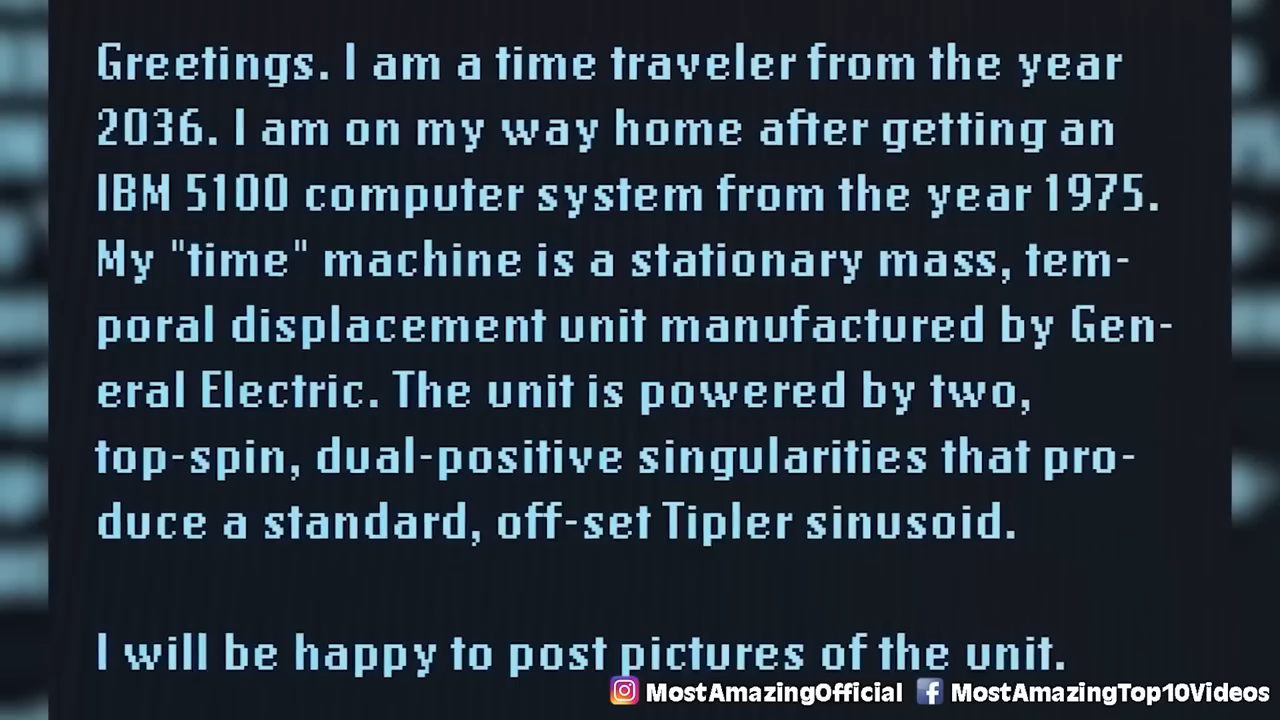 Greetings. I am a time traveler from the year
2036. I am on my way home after getting an
IBM 5100 computer system from the year 1975.
My "time" machine is a stationary mass, tem-
poral displacement unit manufactured by Gen-
eral Electric. The unit is powered by two,
top-spin, dual-positive singularities that pro-
duce a standard, off-set Tipler sinusoid.
I will be happy to post pictures of the unit.
MostAmazingOfficial MostAmazingTop10Videos